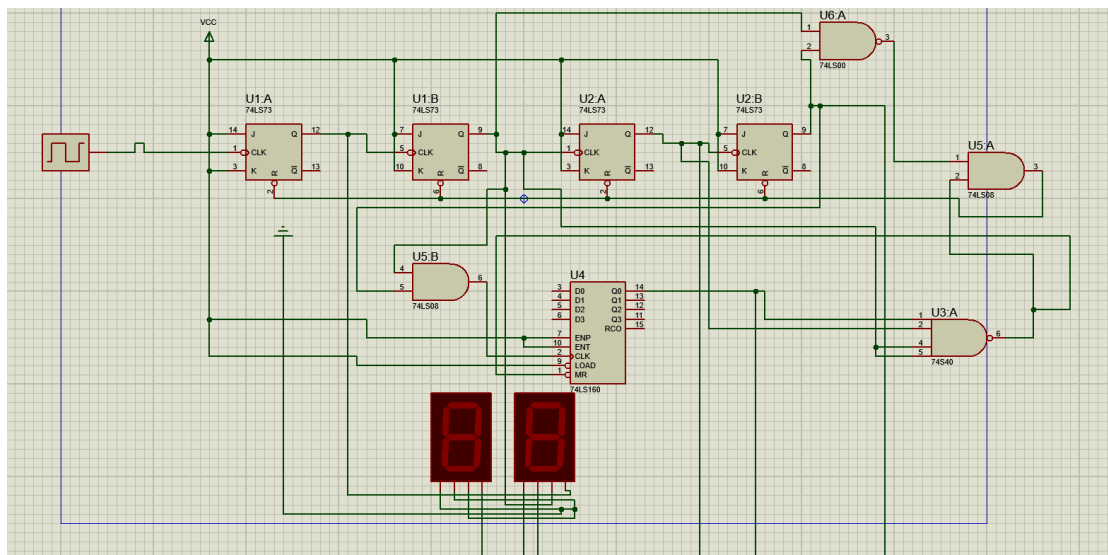 VCC
U6:A
1
2
3
74LS00
U1:A
74LS73
14
J
Q
12
1
CLK
3
K
Q
13
R
2
U1:B
74LS73
7
J
Q
9
5
CLK
10
K
Q
8
R
6
U2:A
74LS73
14
J
Q
12
1
CLK
3
K
Q
13
R
2
U2:B
74LS73
7
J
Q
9
5
CLK
10
K
Q
8
R
6
U5:A
1
2
3
74LS08
U5:B
4
5
6
74LS08
U4
3 D0 Q0 14
4 D1 Q1 13
5 D2 Q2 12
6 D3 Q3 11
RCO 15
7 ENP
10 ENT
2 CLK
9 LOAD
1 MR
74LS160
U3:A
1
2
4
5
6
74S40